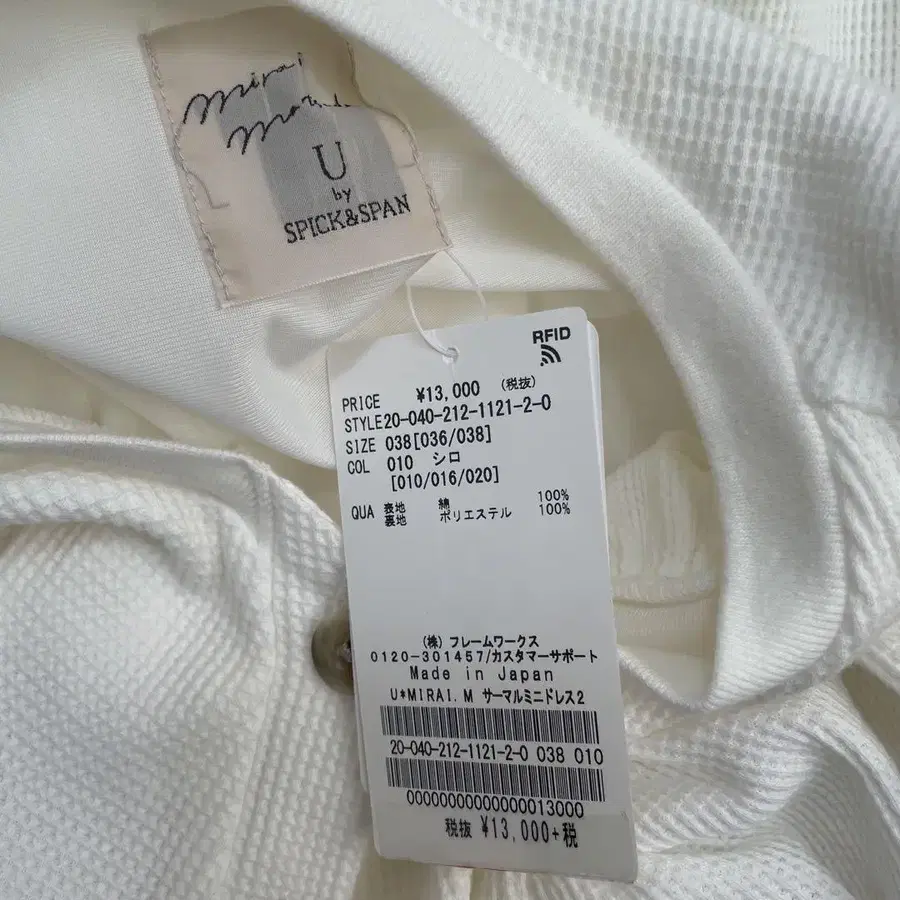 Mirai
U
by
SPICK&SPAN
RFID
PRICE ¥13,000 (税抜)
STYLE 20-040-212-1121-2-0
SIZE 038[036/038]
COL 010 シロ
[010/016/020]
QUA 表地 綿 100%
裏地 ポリエステル 100%
(株)フレームワークス
0120-301457/カスタマーサポート
Made in Japan
U*MIRAI.M サーマルミニドレス2
20-040-212-1121-2-0 038 010
00000000000000013000
税抜 ¥13,000+税